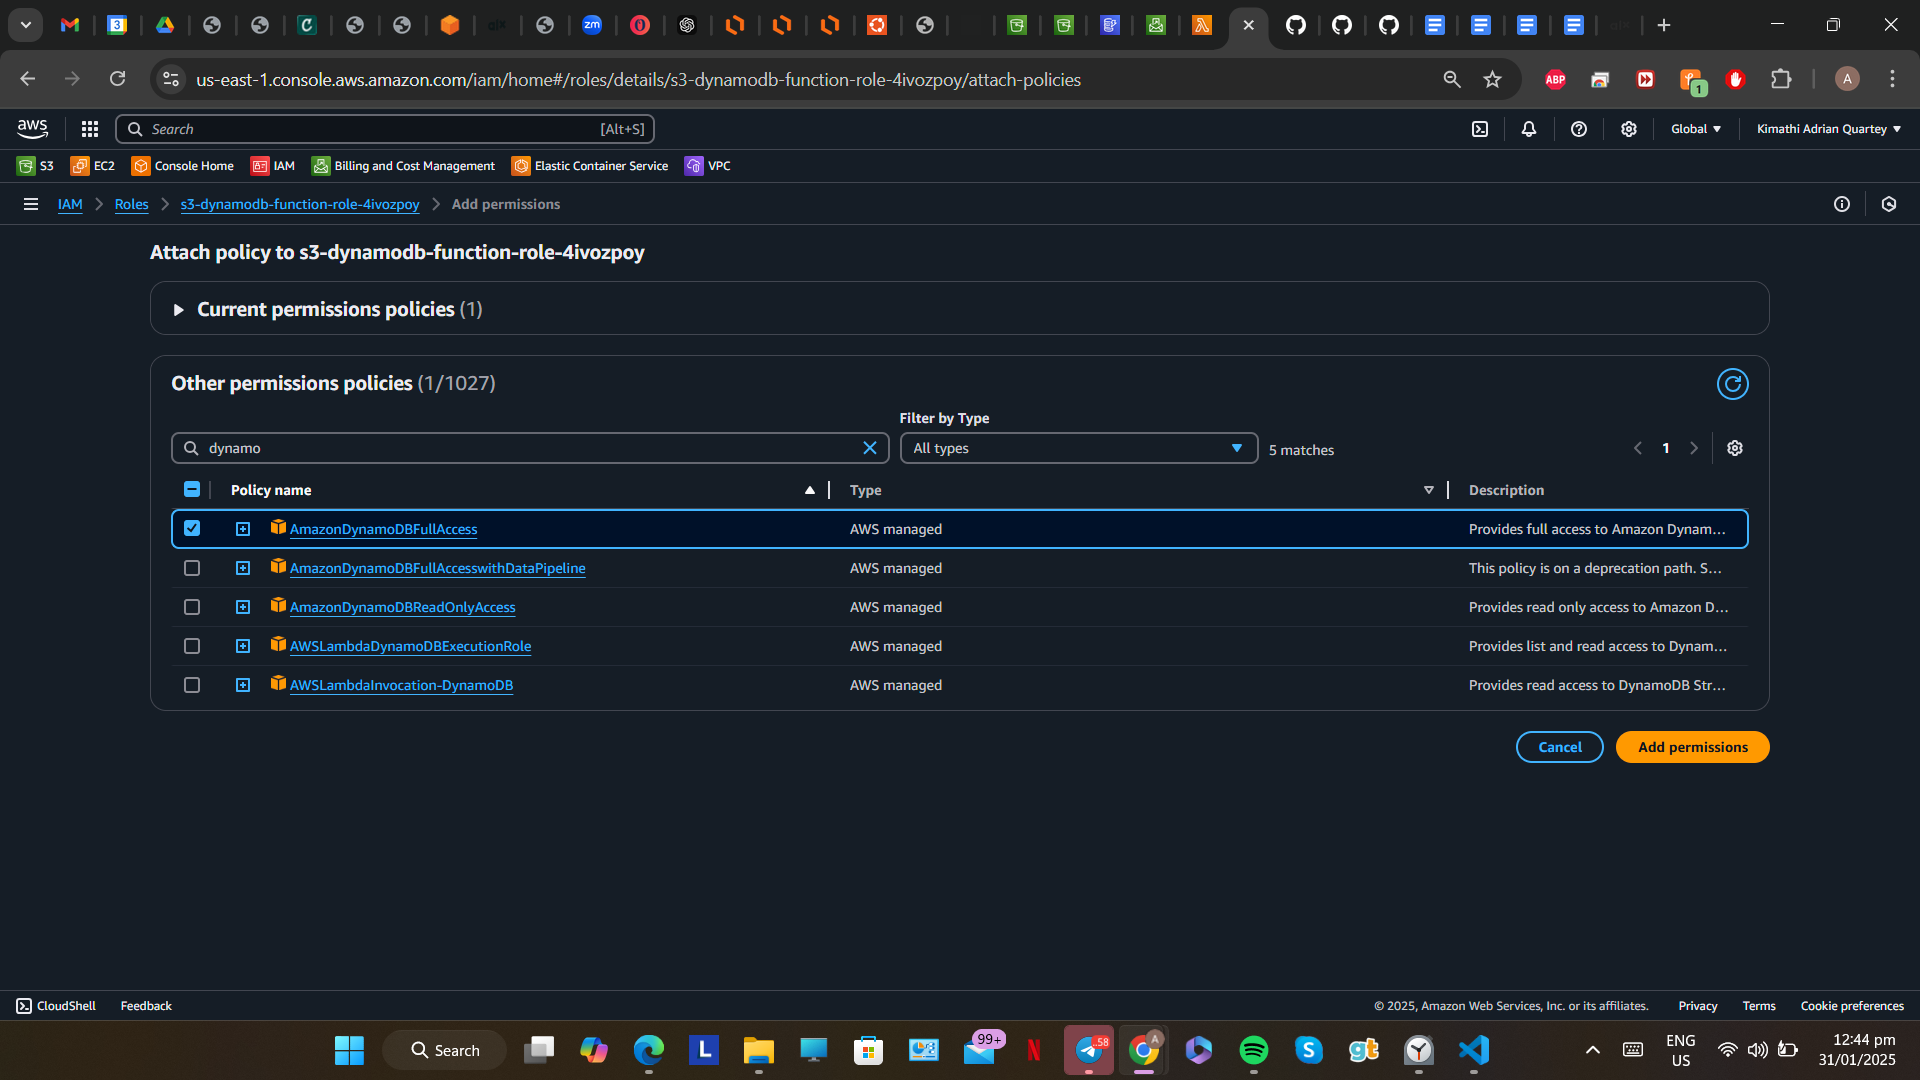 us-east-1.console.aws.amazon.com/iam/home#/roles/details/s3-dynamodb-function-role-4ivozpoy/attach-policies
ABP
1
A
aws
Search
[Alt+S]
Global
Kimathi Adrian Quartey
S3
EC2
Console Home
IAM
Billing and Cost Management
Elastic Container Service
VPC
IAM
Roles
s3-dynamodb-function-role-4ivozpoy
Add permissions
Attach policy to s3-dynamodb-function-role-4ivozpoy
Current permissions policies (1)
Other permissions policies (1/1027)
Filter by Type
dynamo
All types
5 matches
1
Policy name
Type
Description
AmazonDynamoDBFullAccess
AWS managed
Provides full access to Amazon Dynam...
AmazonDynamoDBFullAccesswithDataPipeline
AWS managed
This policy is on a deprecation path. S...
AmazonDynamoDBReadOnlyAccess
AWS managed
Provides read only access to Amazon D...
AWSLambdaDynamoDBExecutionRole
AWS managed
Provides list and read access to Dynam...
AWSLambdaInvocation-DynamoDB
AWS managed
Provides read access to DynamoDB Str...
Cancel
Add permissions
CloudShell
Feedback
© 2025, Amazon Web Services, Inc. or its affiliates.
Privacy
Terms
Cookie preferences
Search
L
99+
N
..58
A
S
gt
ENG
US
12:44 pm
31/01/2025